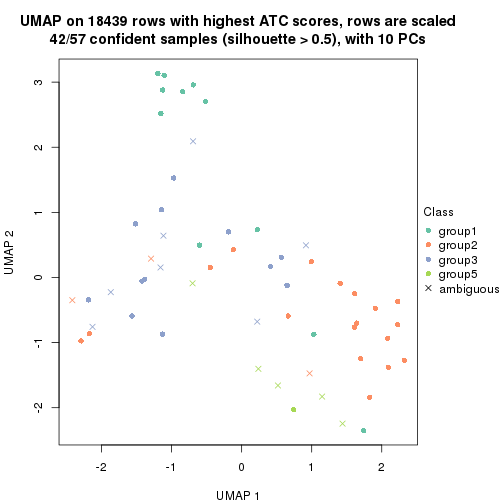 UMAP on 18439 rows with highest ATC scores, rows are scaled
42/57 confident samples (silhouette > 0.5), with 10 PCs
3
2
1
0
-1
-2
UMAP 2
-2
-1
0
1
2
UMAP 1
Class
group1
group2
group3
group5
ambiguous